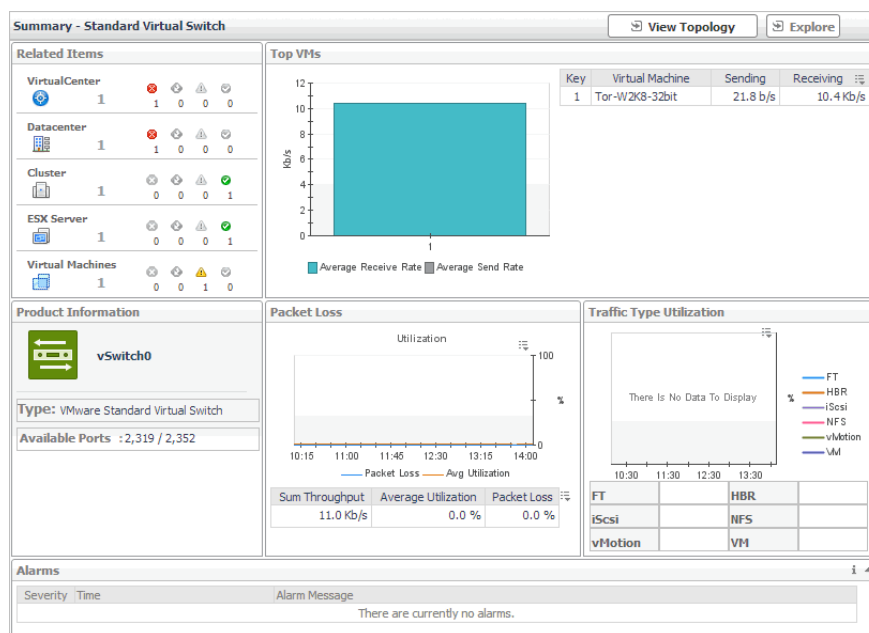 Summary - Standard Virtual Switch
View Topology
Explore
Related Items
VirtualCenter
1
1 0 0 0
Datacenter
1
1 0 0 0
Cluster
1
0 0 0 1
ESX Server
1
0 0 0 1
Virtual Machines
1
0 0 1 0
Top VMs
12
10
8
6
4
2
0
Kb/s
1
Average Receive Rate Average Send Rate
Key Virtual Machine Sending Receiving
1 Tor-W2K8-32bit 21.8 b/s 10.4 Kb/s
Product Information
vSwitch0
Type: VMware Standard Virtual Switch
Available Ports : 2,319 / 2,352
Packet Loss
Utilization
100
%
0
10:15 11:00 11:45 12:30 13:15 14:00
Packet Loss Avg Utilization
Sum Throughput Average Utilization Packet Loss
11.0 Kb/s 0.0 % 0.0 %
Traffic Type Utilization
There Is No Data To Display
%
FT
HBR
iScsi
NFS
vMotion
VM
10:30 11:30 12:30 13:30
FT HBR
iScsi NFS
vMotion VM
Alarms
i
Severity Time Alarm Message
There are currently no alarms.